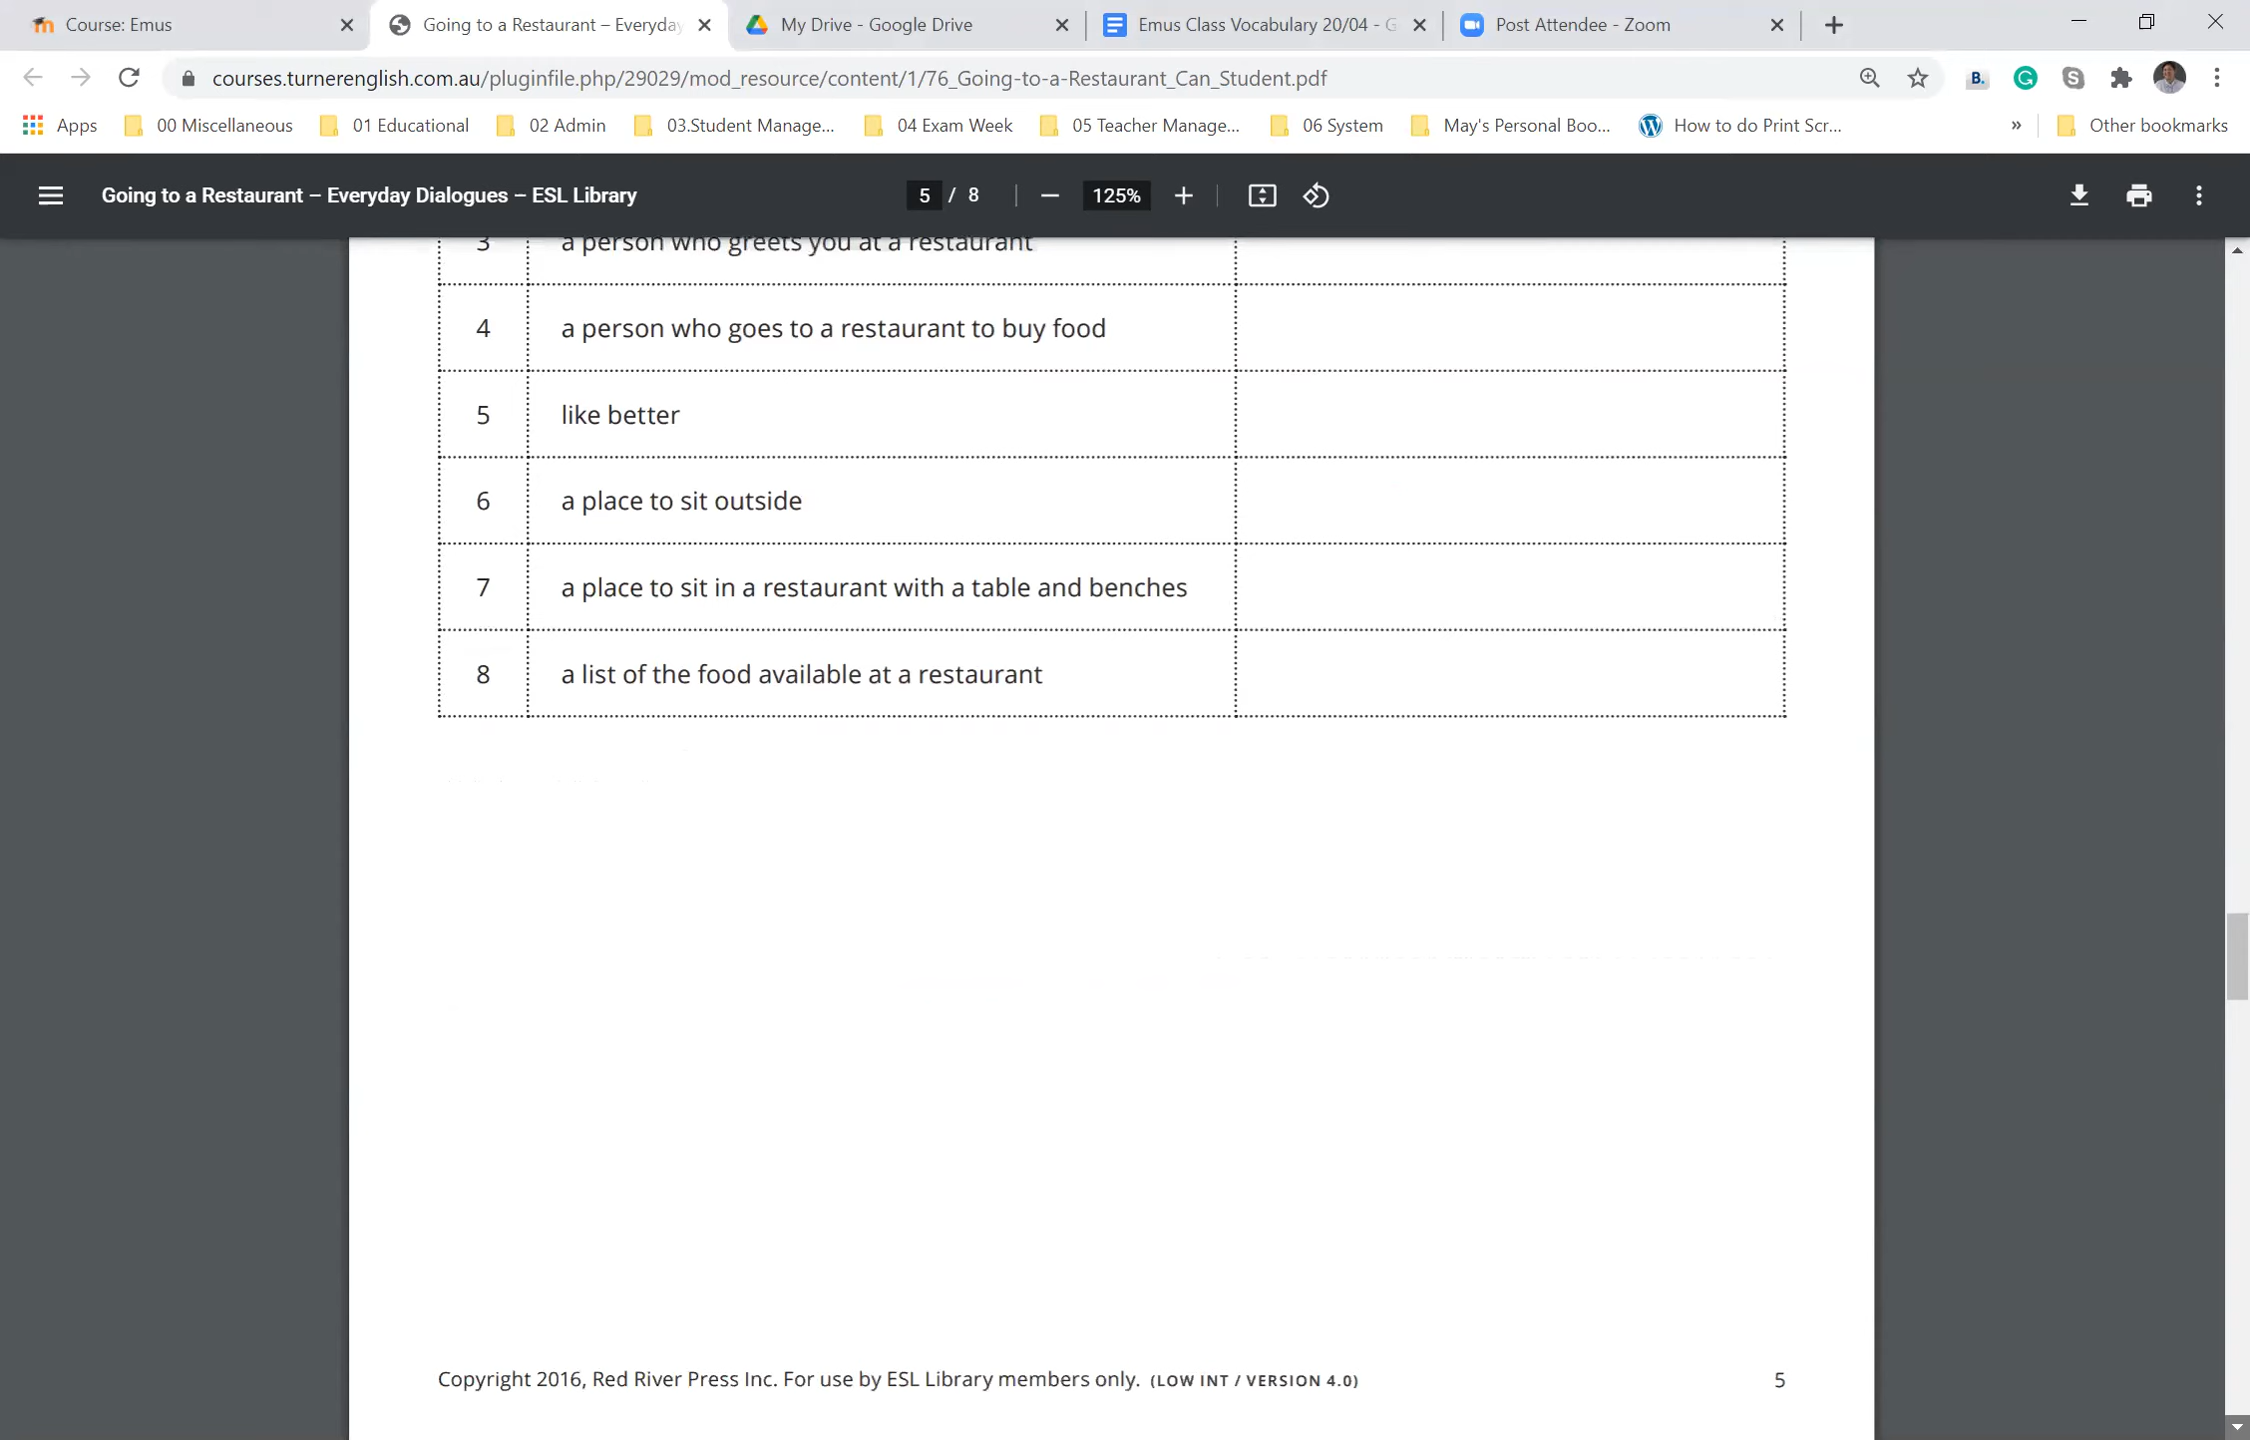 Course: Emus
Going to a Restaurant – Everyday
My Drive - Google Drive
Emus Class Vocabulary 20/04 - G
Post Attendee - Zoom
courses.turnerenglish.com.au/pluginfile.php/29029/mod_resource/content/1/76_Going-to-a-Restaurant_Can_Student.pdf
B.
Apps
00 Miscellaneous
01 Educational
02 Admin
03.Student Manage...
04 Exam Week
05 Teacher Manage...
06 System
May's Personal Boo...
How to do Print Scr...
»
Other bookmarks
Going to a Restaurant – Everyday Dialogues – ESL Library
5 / 8
125%
3 a person who greets you at a restaurant
4 a person who goes to a restaurant to buy food
5 like better
6 a place to sit outside
7 a place to sit in a restaurant with a table and benches
8 a list of the food available at a restaurant
Copyright 2016, Red River Press Inc. For use by ESL Library members only. (LOW INT / VERSION 4.0)
5